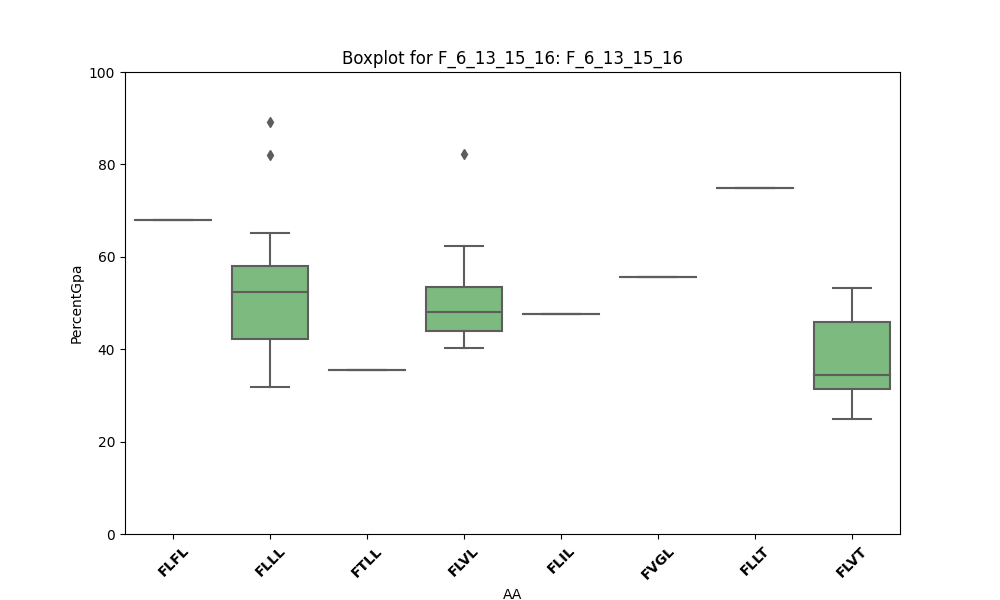 Boxplot for F_6_13_15_16: F_6_13_15_16
100
80
60
40
20
0
PercentGpa
FLFL
FLLL
FTLL
FLVL
FLIL
FVGL
FLLT
FLVT
AA